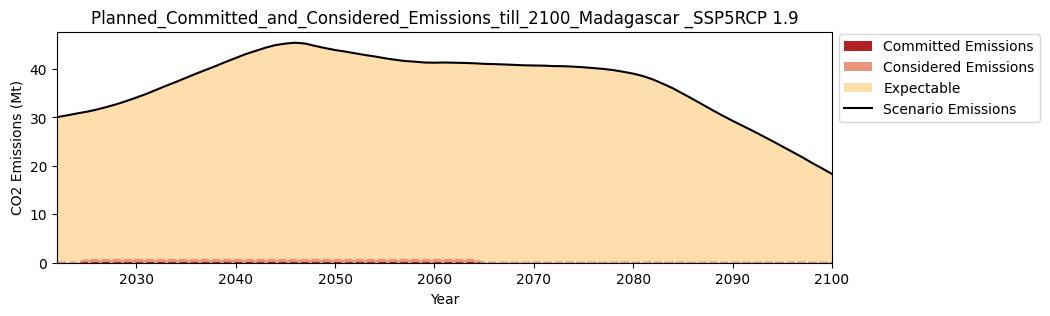 Planned_Committed_and_Considered_Emissions_till_2100_Madagascar _SSP5RCP 1.9
Committed Emissions
Considered Emissions
Expectable
Scenario Emissions
CO2 Emissions (Mt)
40
30
20
10
0
2030 2040 2050 2060 2070 2080 2090 2100
Year